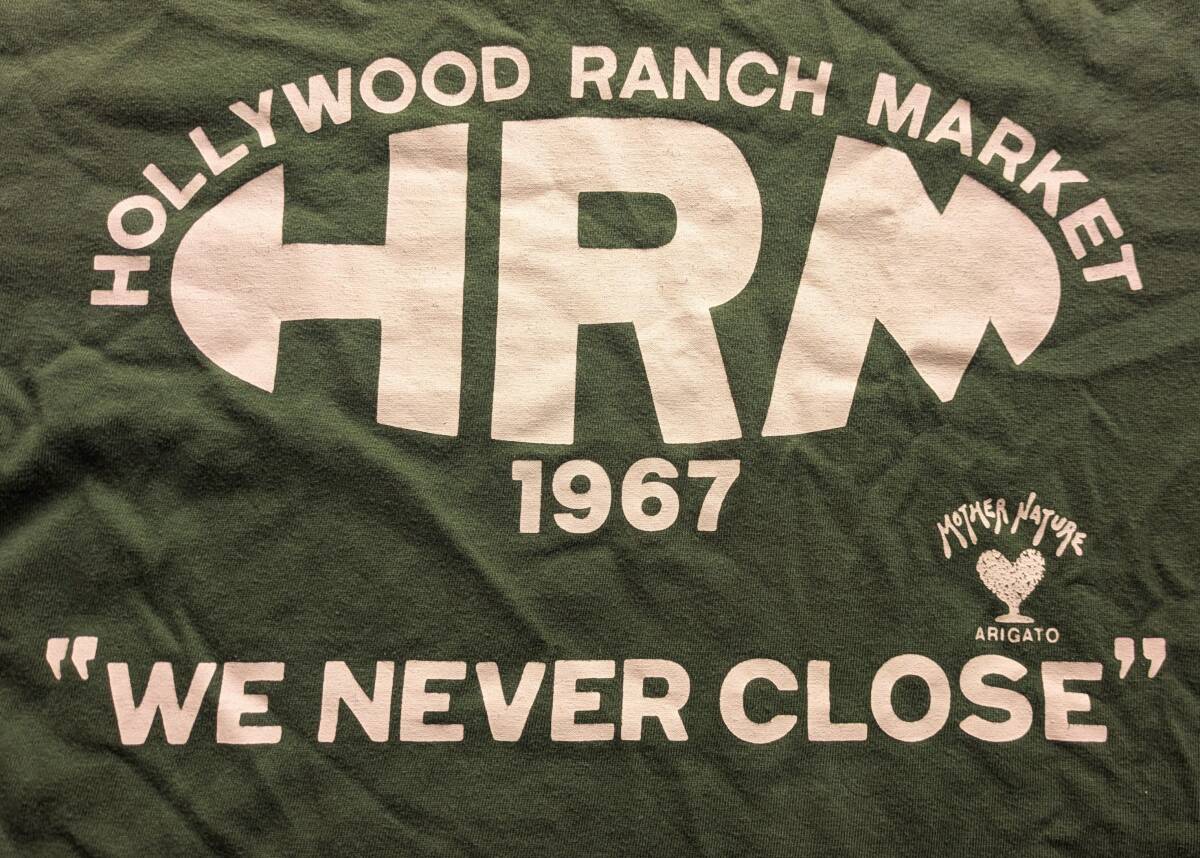 HOLLYWOOD RANCH MARKET
HRM
1967
MOTHER NATURE
ARIGATO
"WE NEVER CLOSE"